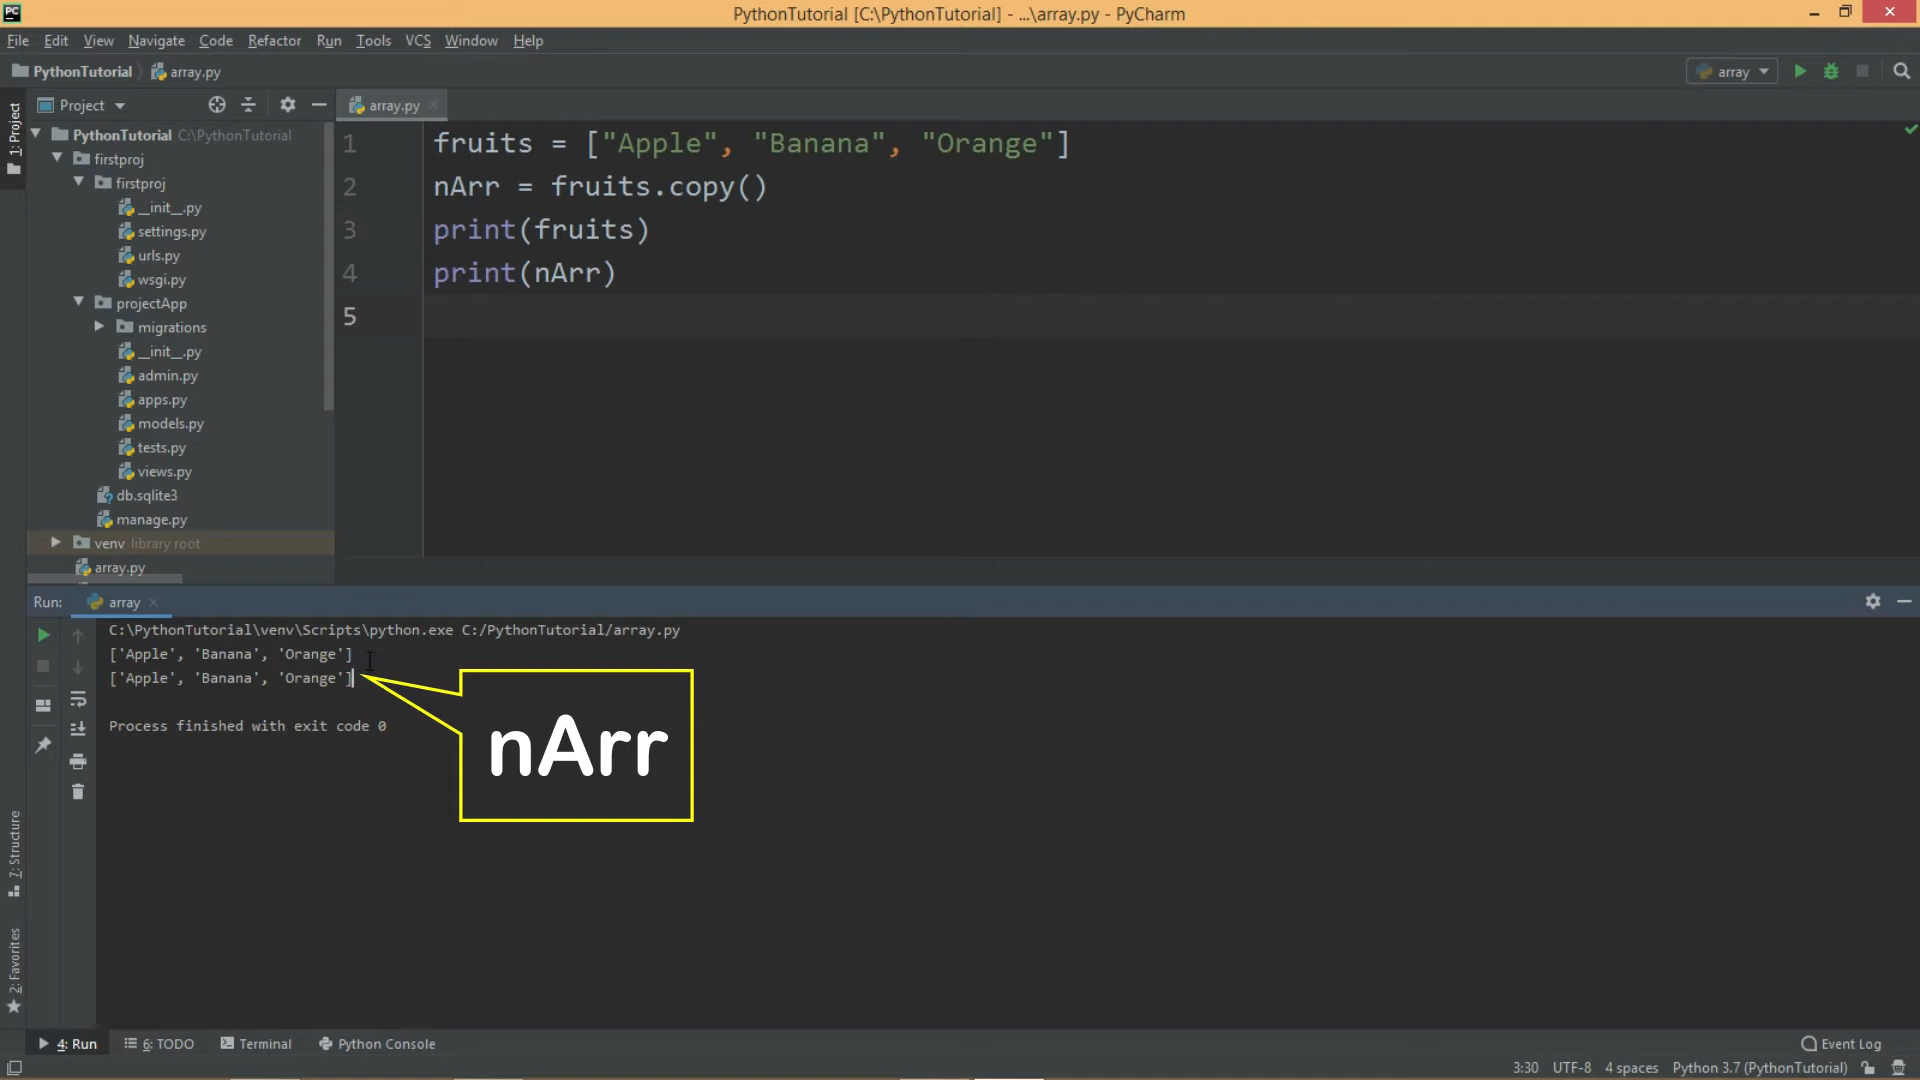 PC
PythonTutorial [C:\PythonTutorial] - ...\array.py - PyCharm
File Edit View Navigate Code Refactor Run Tools VCS Window Help
PythonTutorial array.py
array
1: Project
Project
array.py
PythonTutorial C:\PythonTutorial
firstproj
firstproj
__init__.py
settings.py
urls.py
wsgi.py
projectApp
migrations
__init__.py
admin.py
apps.py
models.py
tests.py
views.py
db.sqlite3
manage.py
venv library root
array.py
1 fruits = ["Apple", "Banana", "Orange"]
2 nArr = fruits.copy()
3 print(fruits)
4 print(nArr)
5
Run: array
C:\PythonTutorial\venv\Scripts\python.exe C:/PythonTutorial/array.py
['Apple', 'Banana', 'Orange']
['Apple', 'Banana', 'Orange']
Process finished with exit code 0
nArr
7: Structure
2: Favorites
4: Run 6: TODO Terminal Python Console Event Log
3:30 UTF-8 4 spaces Python 3.7 (PythonTutorial)